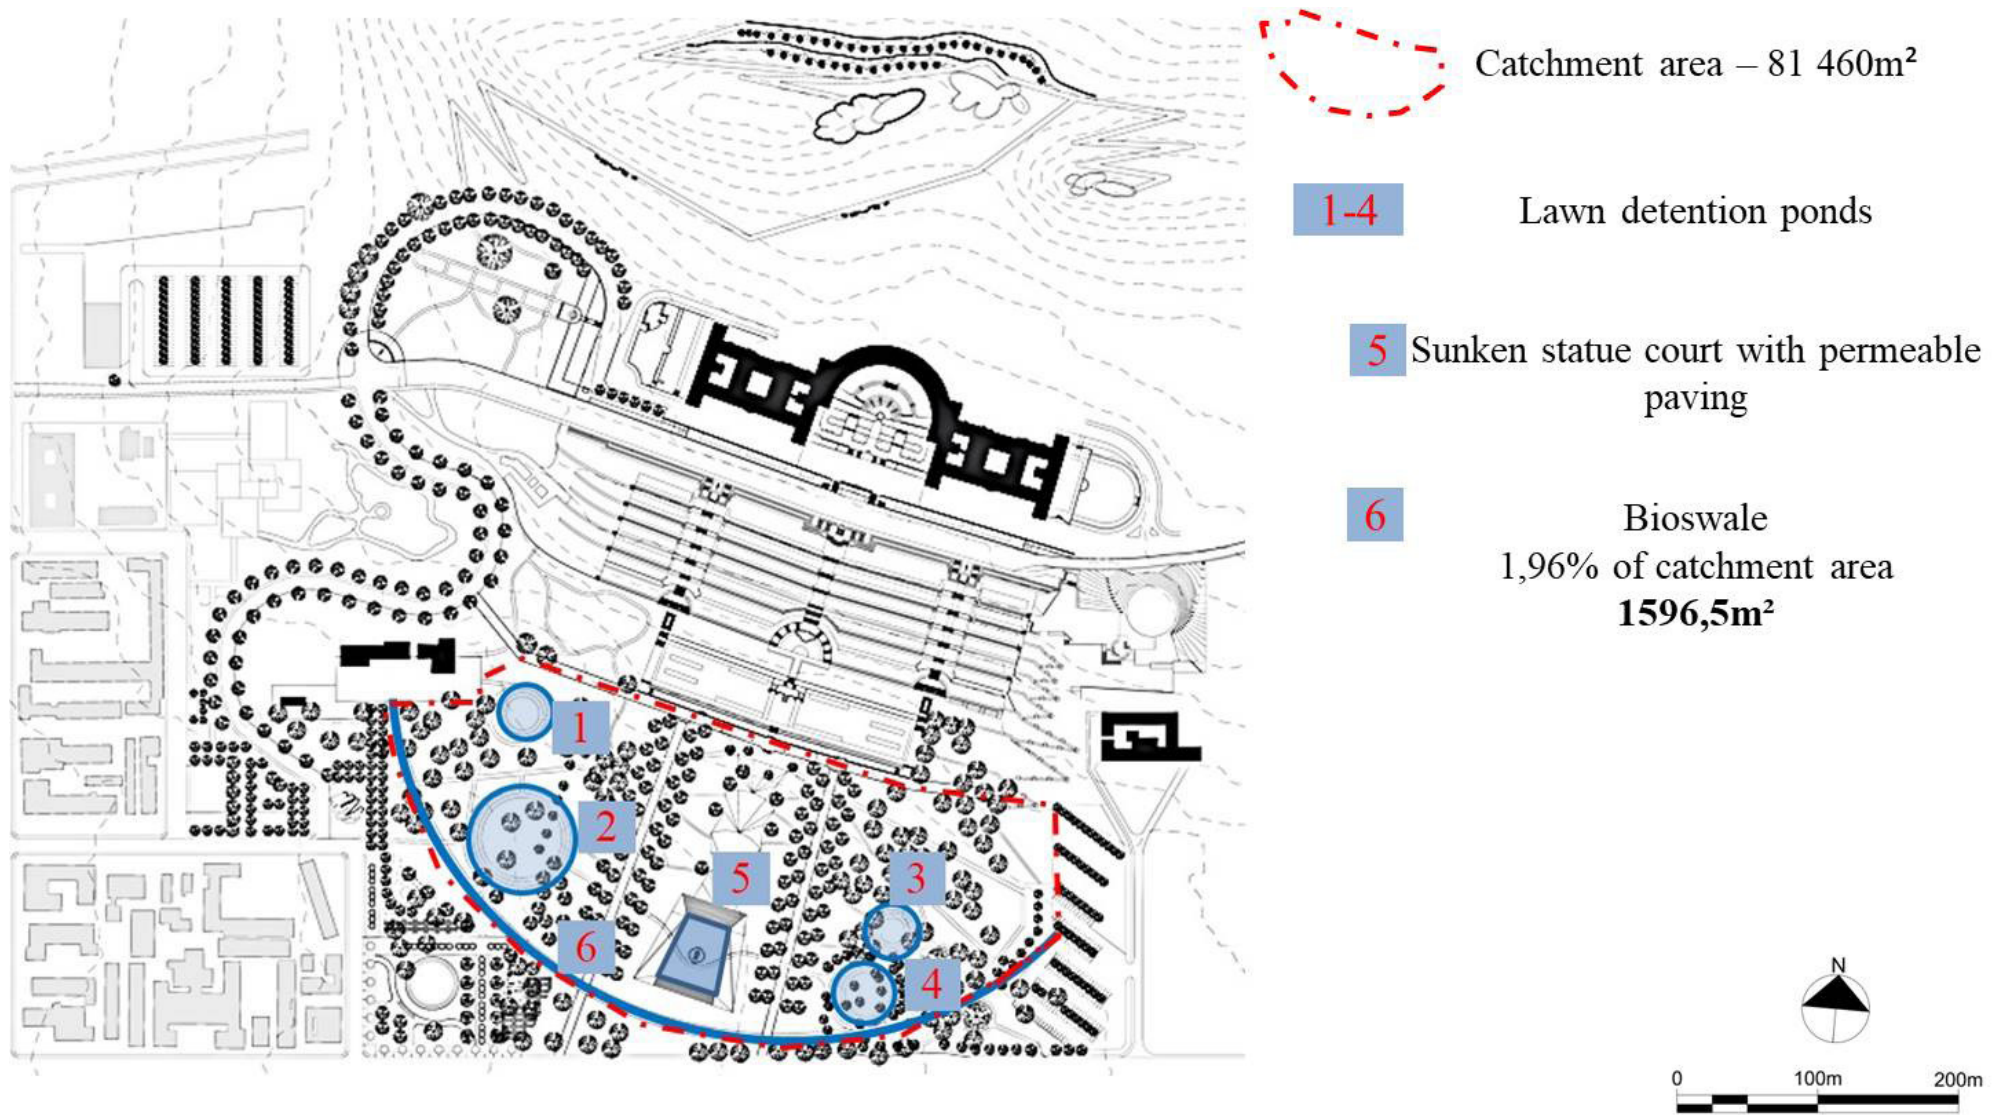 Catchment area – 81 460m²
1-4 Lawn detention ponds
5 Sunken statue court with permeable
paving
6 Bioswale
1,96% of catchment area
1596,5m²
1
2
3
5
6
4
N
0 100m 200m